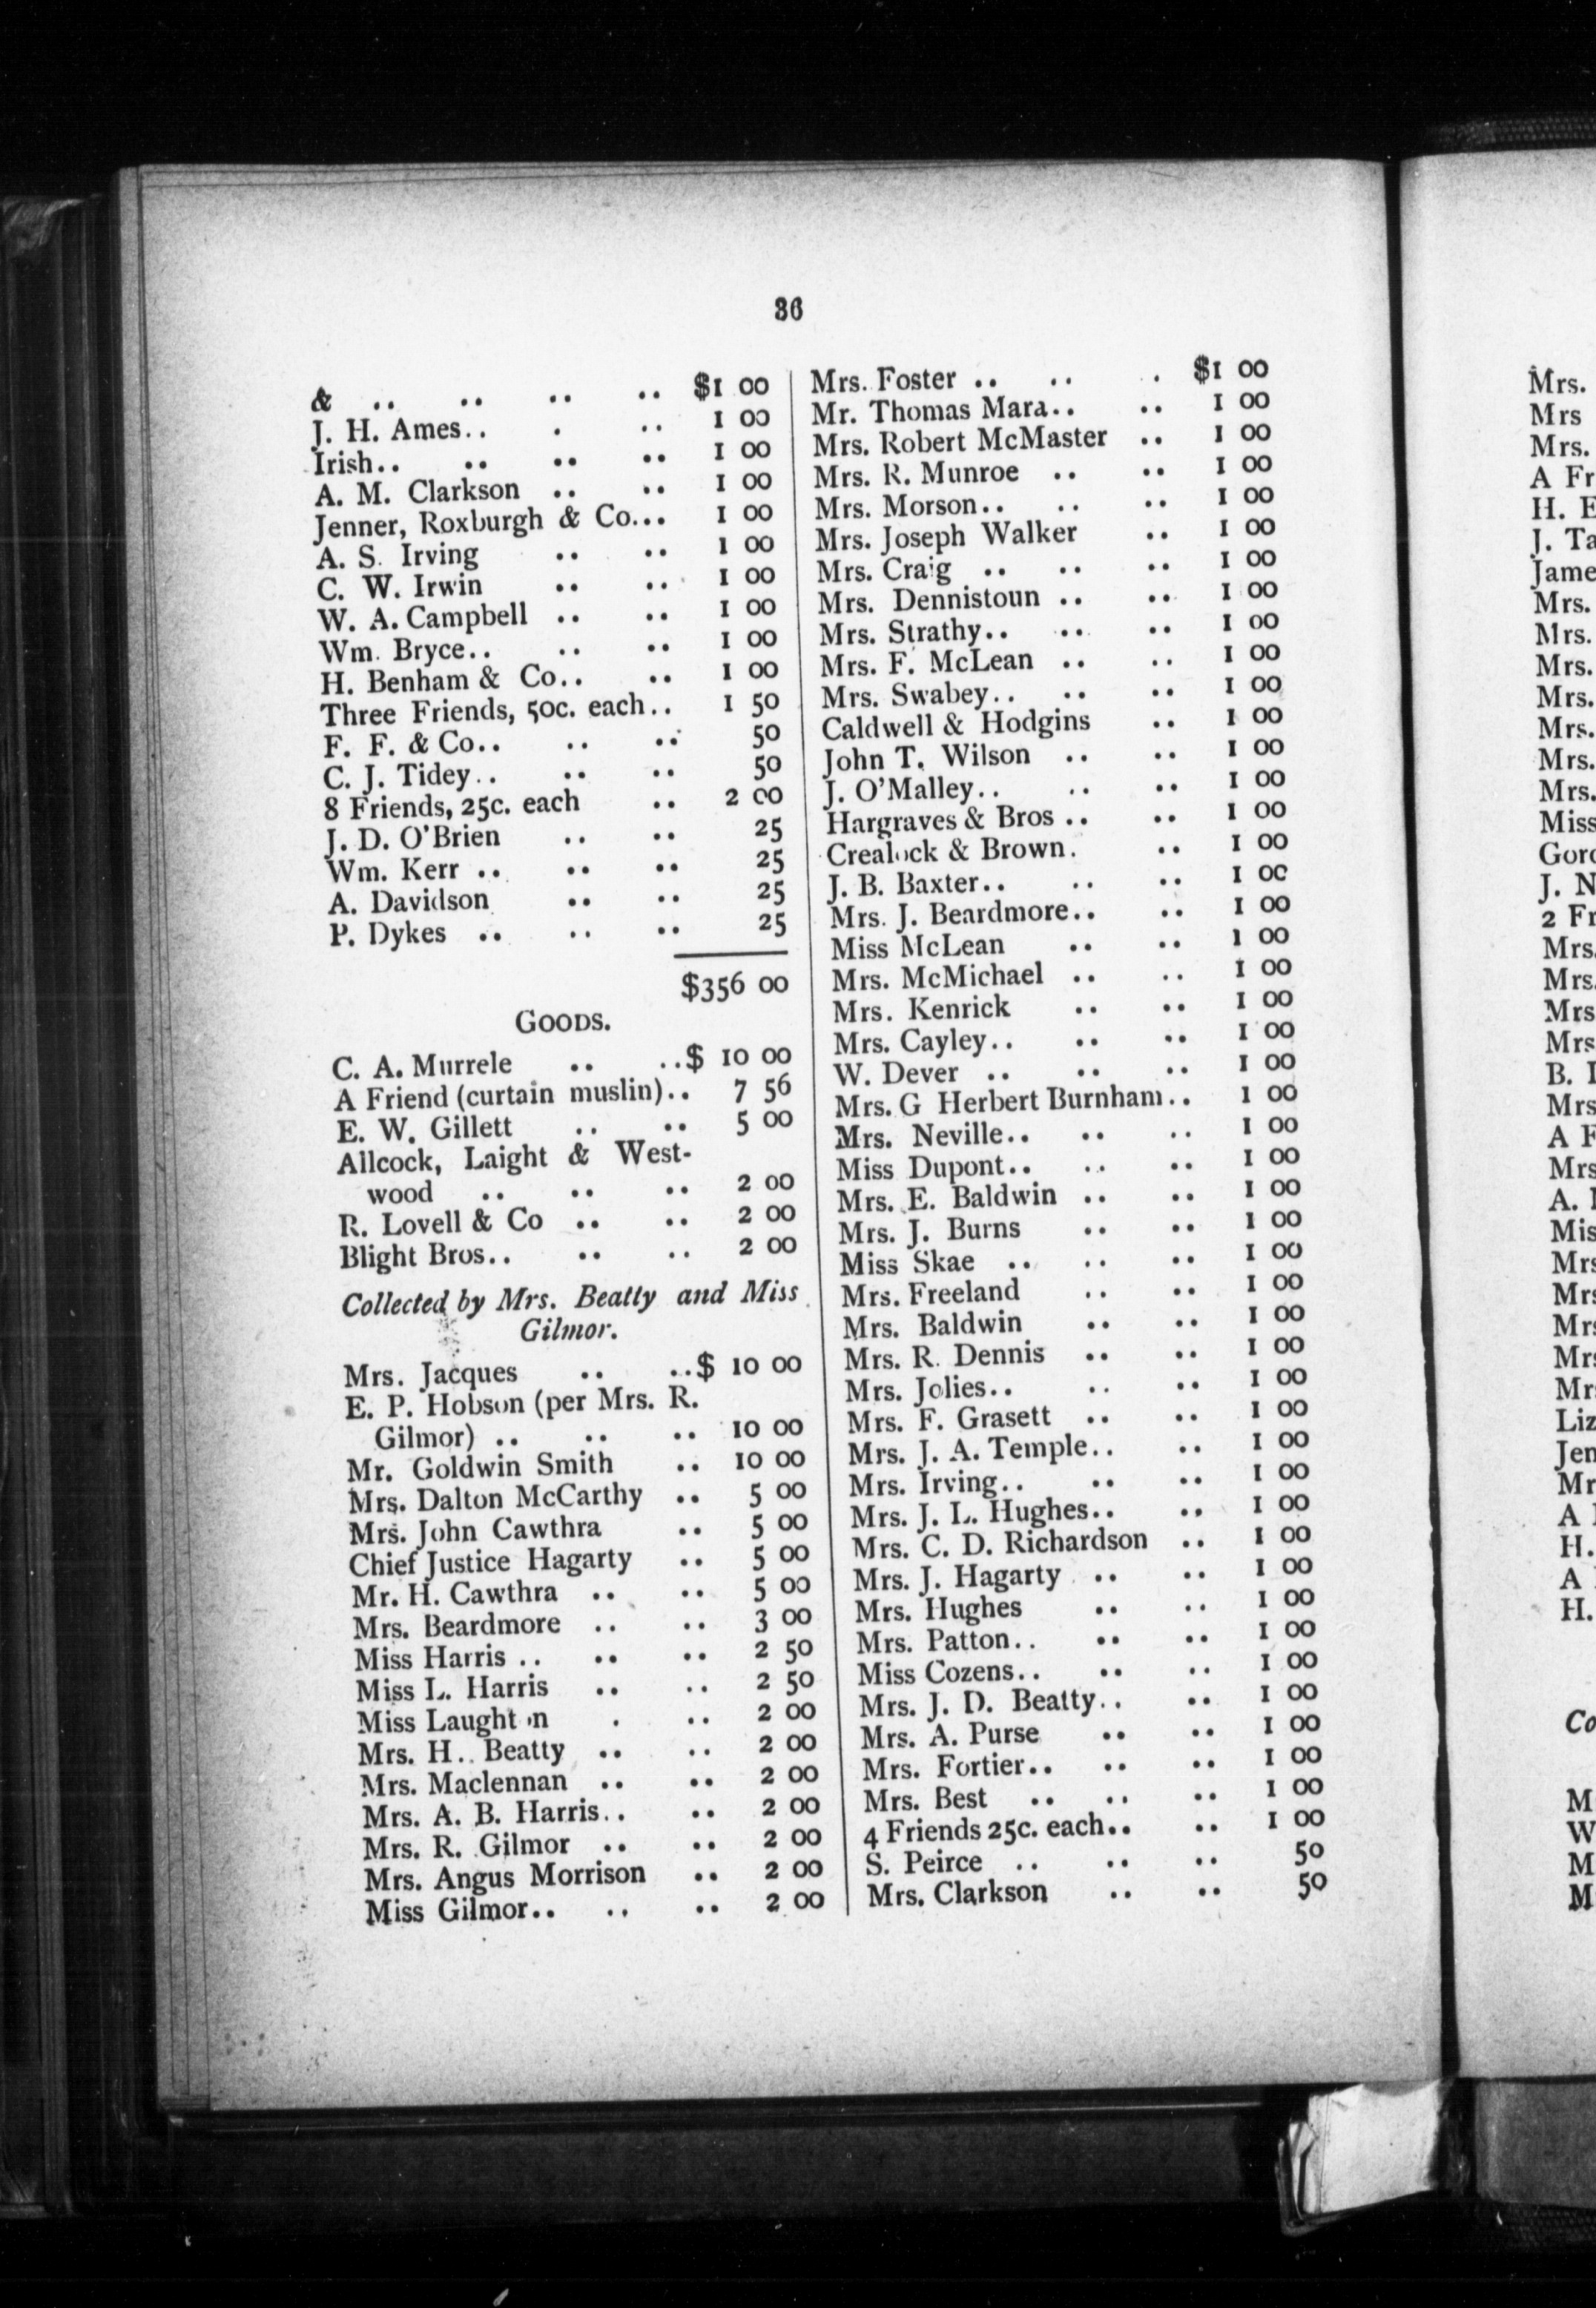 36
& .. .. .. .. $1 00
J. H. Ames.. . .. 1 00
Irish.. .. .. .. 1 00
A. M. Clarkson .. .. 1 00
Jenner, Roxburgh & Co... 1 00
A. S. Irving .. .. 1 00
C. W. Irwin .. .. 1 00
W. A. Campbell .. .. 1 00
Wm. Bryce.. .. .. 1 00
H. Benham & Co.. .. 1 00
Three Friends, 50c. each.. 1 50
F. F. & Co.. .. .. 50
C. J. Tidey.. .. .. 50
8 Friends, 25c. each .. 2 00
J. D. O'Brien .. .. 25
Wm. Kerr .. .. .. 25
A. Davidson .. .. 25
P. Dykes .. .. .. 25
$356 00
GOODS.
C. A. Murrele .. ..$ 10 00
A Friend (curtain muslin).. 7 56
E. W. Gillett .. .. 5 00
Allcock, Laight & West-
wood .. .. .. 2 00
R. Lovell & Co .. .. 2 00
Blight Bros.. .. .. 2 00
Collected by Mrs. Beatty and Miss
Gilmor.
Mrs. Jacques .. ..$ 10 00
E. P. Hobson (per Mrs. R.
Gilmor) .. .. .. 10 00
Mr. Goldwin Smith .. 10 00
Mrs. Dalton McCarthy .. 5 00
Mrs. John Cawthra .. 5 00
Chief Justice Hagarty .. 5 00
Mr. H. Cawthra .. .. 5 00
Mrs. Beardmore .. .. 3 00
Miss Harris .. .. .. 2 50
Miss L. Harris .. .. 2 50
Miss Laught n . .. 2 00
Mrs. H. Beatty .. .. 2 00
Mrs. Maclennan .. .. 2 00
Mrs. A. B. Harris.. .. 2 00
Mrs. R. Gilmor .. .. 2 00
Mrs. Angus Morrison .. 2 00
Miss Gilmor.. .. .. 2 00
Mrs. Foster .. .. . $1 00
Mr. Thomas Mara.. .. 1 00
Mrs. Robert McMaster .. 1 00
Mrs. R. Munroe .. .. 1 00
Mrs. Morson.. .. .. 1 00
Mrs. Joseph Walker .. 1 00
Mrs. Craig .. .. .. 1 00
Mrs. Dennistoun .. .. 1 00
Mrs. Strathy.. .. .. 1 00
Mrs. F. McLean .. .. 1 00
Mrs. Swabey.. .. .. 1 00
Caldwell & Hodgins .. 1 00
John T. Wilson .. .. 1 00
J. O'Malley.. .. .. 1 00
Hargraves & Bros .. .. 1 00
Crealock & Brown. .. 1 00
J. B. Baxter.. .. .. 1 00
Mrs. J. Beardmore.. .. 1 00
Miss McLean .. .. 1 00
Mrs. McMichael .. .. 1 00
Mrs. Kenrick .. .. 1 00
Mrs. Cayley.. .. .. 1 00
W. Dever .. .. .. 1 00
Mrs. G Herbert Burnham.. 1 00
Mrs. Neville.. .. .. 1 00
Miss Dupont.. .. .. 1 00
Mrs. E. Baldwin .. .. 1 00
Mrs. J. Burns .. .. 1 00
Miss Skae .. .. .. 1 00
Mrs. Freeland .. .. 1 00
Mrs. Baldwin .. .. 1 00
Mrs. R. Dennis .. .. 1 00
Mrs. Jolies.. .. .. 1 00
Mrs. F. Grasett .. .. 1 00
Mrs. J. A. Temple.. .. 1 00
Mrs. Irving.. .. .. 1 00
Mrs. J. L. Hughes.. .. 1 00
Mrs. C. D. Richardson .. 1 00
Mrs. J. Hagarty .. .. 1 00
Mrs. Hughes .. .. 1 00
Mrs. Patton.. .. .. 1 00
Miss Cozens.. .. .. 1 00
Mrs. J. D. Beatty.. .. 1 00
Mrs. A. Purse .. .. 1 00
Mrs. Fortier.. .. .. 1 00
Mrs. Best .. .. .. 1 00
4 Friends 25c. each.. .. 1 00
S. Peirce .. .. .. 50
Mrs. Clarkson .. .. 50